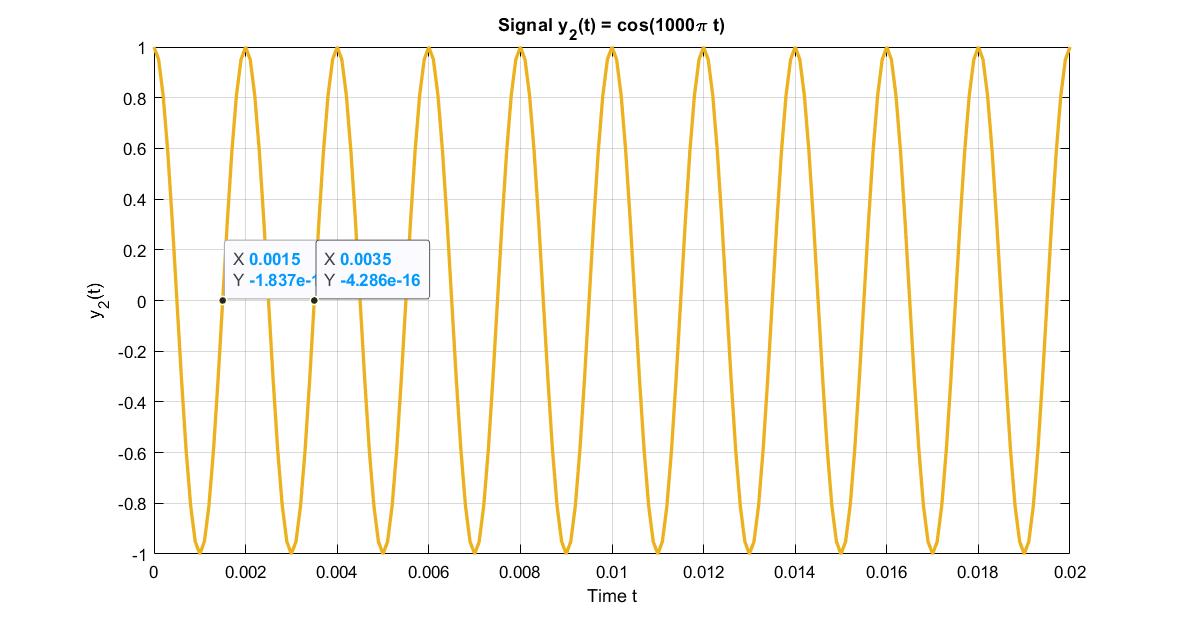 Signal y₂(t) = cos(1000π t)
1
0.8
0.6
0.4
0.2
0
-0.2
-0.4
-0.6
-0.8
-1
y₂(t)
X 0.0015
Y -1.837e-1
X 0.0035
Y -4.286e-16
0 0.002 0.004 0.006 0.008 0.01 0.012 0.014 0.016 0.018 0.02
Time t